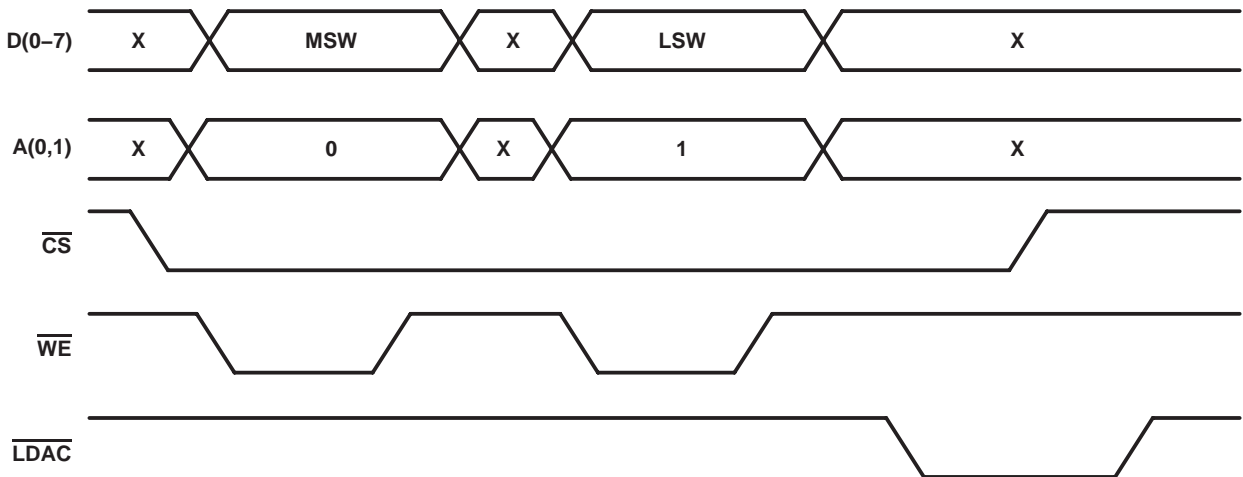 D(0–7) X MSW X LSW X
A(0,1) X 0 X 1 X
CS
WE
LDAC